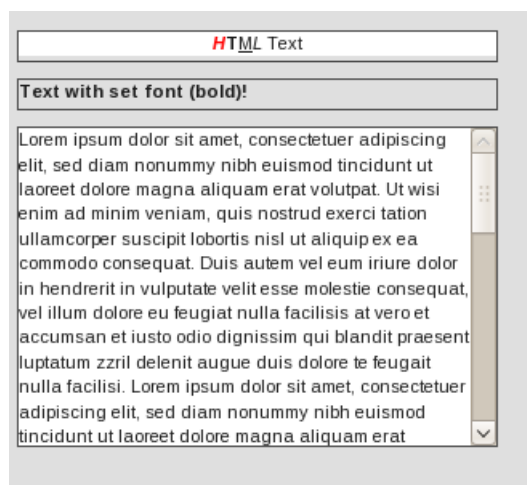 HTML Text
Text with set font (bold)!
Lorem ipsum dolor sit amet, consectetuer adipiscing
elit, sed diam nonummy nibh euismod tincidunt ut
laoreet dolore magna aliquam erat volutpat. Ut wisi
enim ad minim veniam, quis nostrud exerci tation
ullamcorper suscipit lobortis nisl ut aliquip ex ea
commodo consequat. Duis autem vel eum iriure dolor
in hendrerit in vulputate velit esse molestie consequat,
vel illum dolore eu feugiat nulla facilisis at vero et
accumsan et iusto odio dignissim qui blandit praesent
luptatum zzril delenit augue duis dolore te feugait
nulla facilisi. Lorem ipsum dolor sit amet, consectetuer
adipiscing elit, sed diam nonummy nibh euismod
tincidunt ut laoreet dolore magna aliquam erat